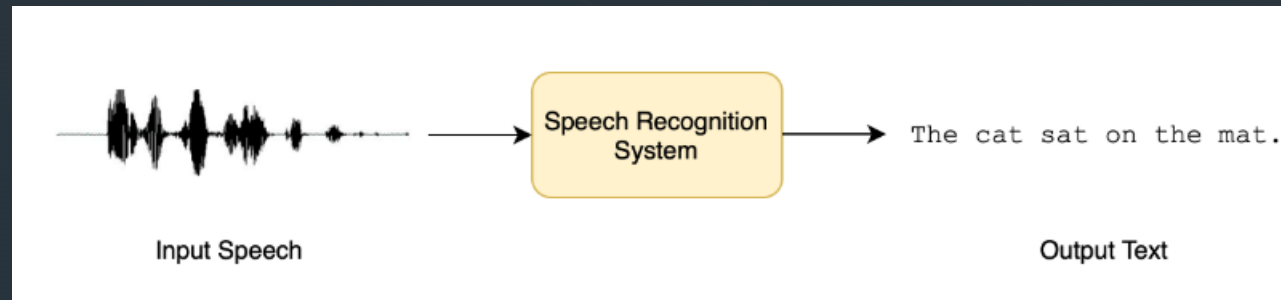 Speech Recognition
System
The cat sat on the mat.
Input Speech
Output Text